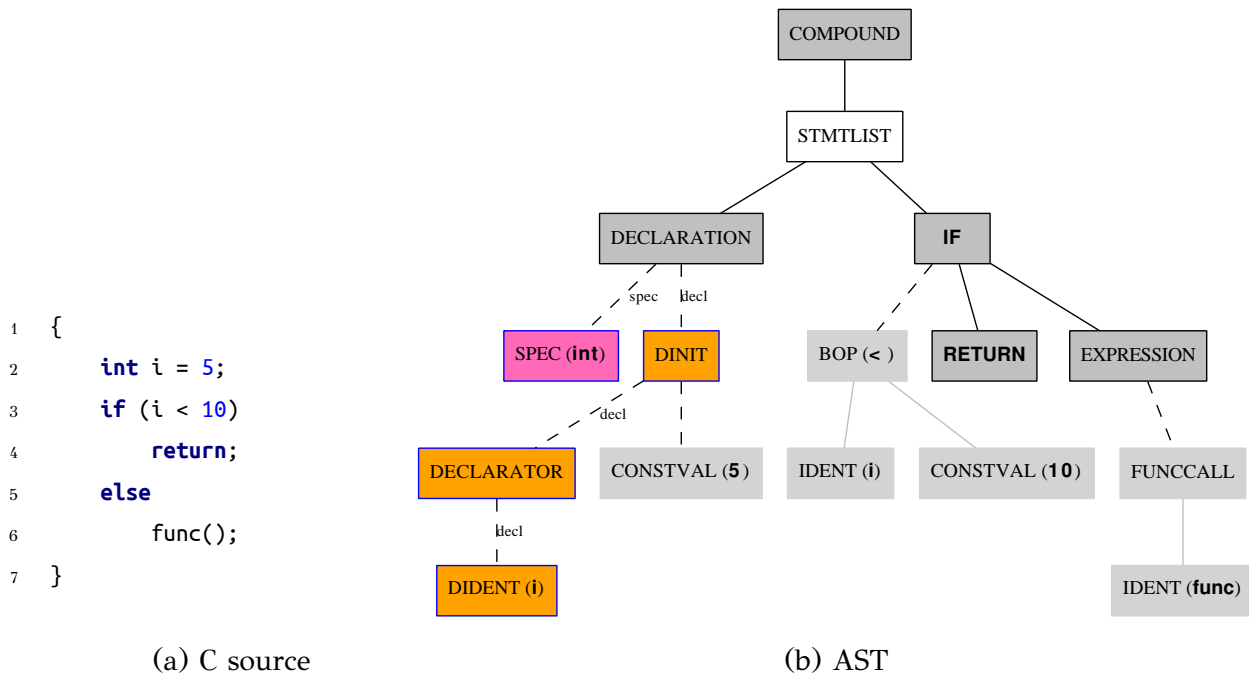 COMPOUND
STMTLIST
DECLARATION
IF
spec
decl
SPEC (int)
DINIT
BOP (< )
RETURN
EXPRESSION
decl
DECLARATOR
CONSTVAL (5)
IDENT (i)
CONSTVAL (10)
FUNCCALL
decl
DIDENT (i)
IDENT (func)
1 {
2 int i = 5;
3 if (i < 10)
4 return;
5 else
6 func();
7 }
(a) C source
(b) AST